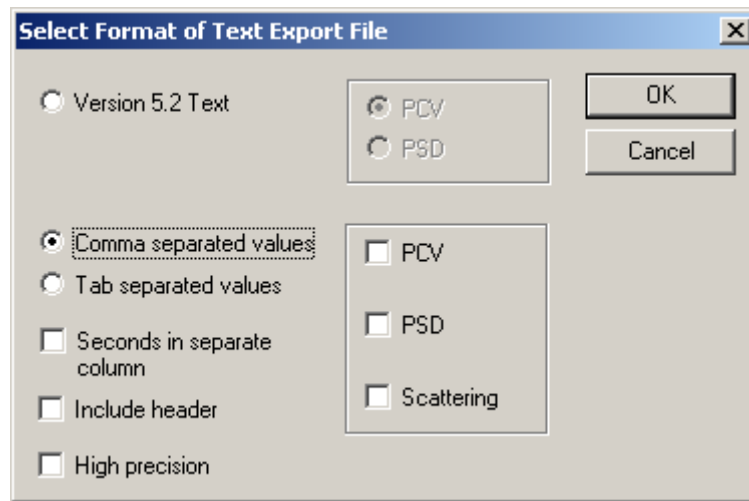 Select Format of Text Export File
Version 5.2 Text
PCV
PSD
OK
Cancel
Comma separated values
Tab separated values
Seconds in separate
column
Include header
High precision
PCV
PSD
Scattering